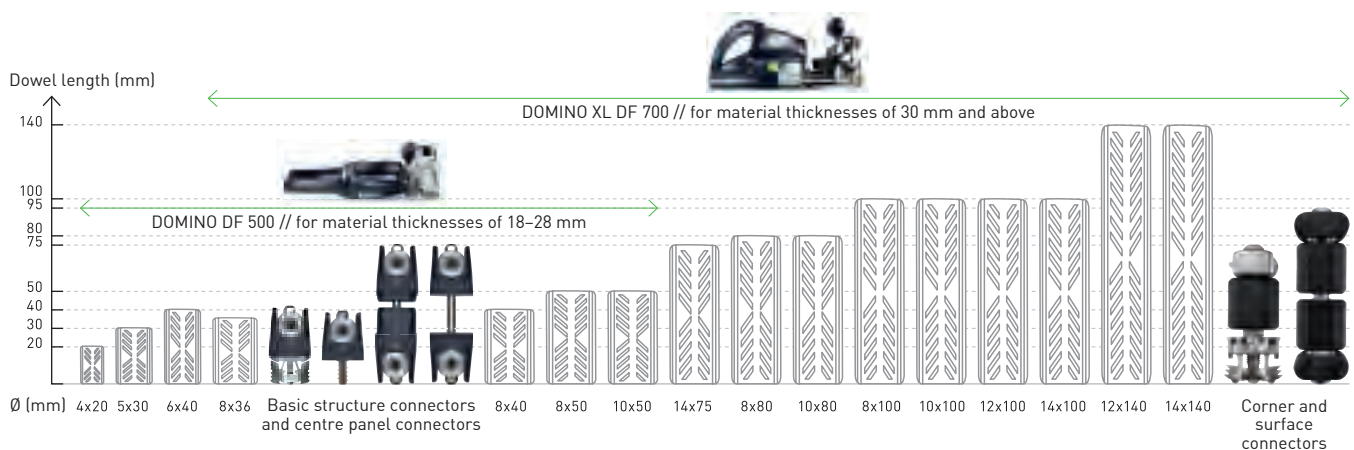 Dowel length (mm)
DOMINO XL DF 700 // for material thicknesses of 30 mm and above
140
100
95
DOMINO DF 500 // for material thicknesses of 18–28 mm
80
75
50
40
30
20
Ø (mm) 4x20 5x30 6x40 8x36 Basic structure connectors 8x40 8x50 10x50 14x75 8x80 10x80 8x100 10x100 12x100 14x100 12x140 14x140 Corner and
and centre panel connectors surface
connectors